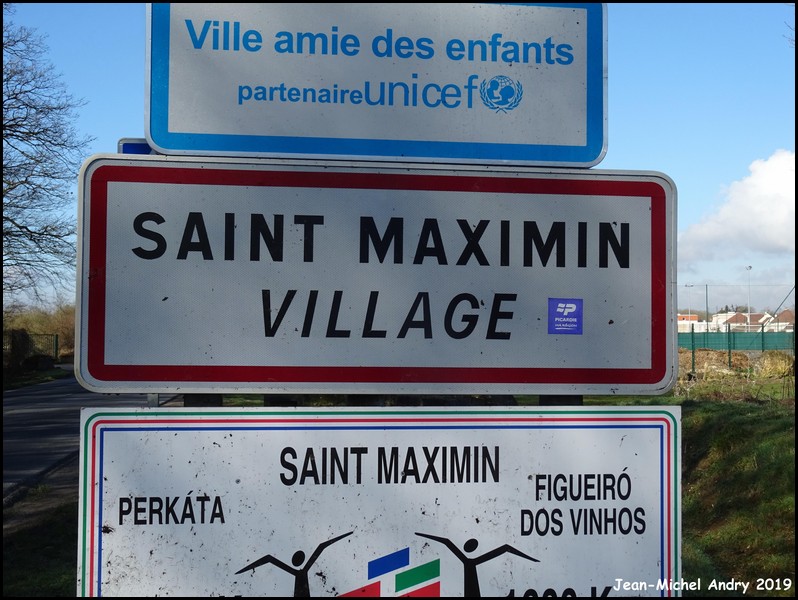 Ville amie des enfants
partenaire unicef
SAINT MAXIMIN
VILLAGE
PICARDIN
SAINT MAXIMIN
PERKÁTA
FIGUEIRÓ
DOS VINHOS
Jean-Michel Andry 2019